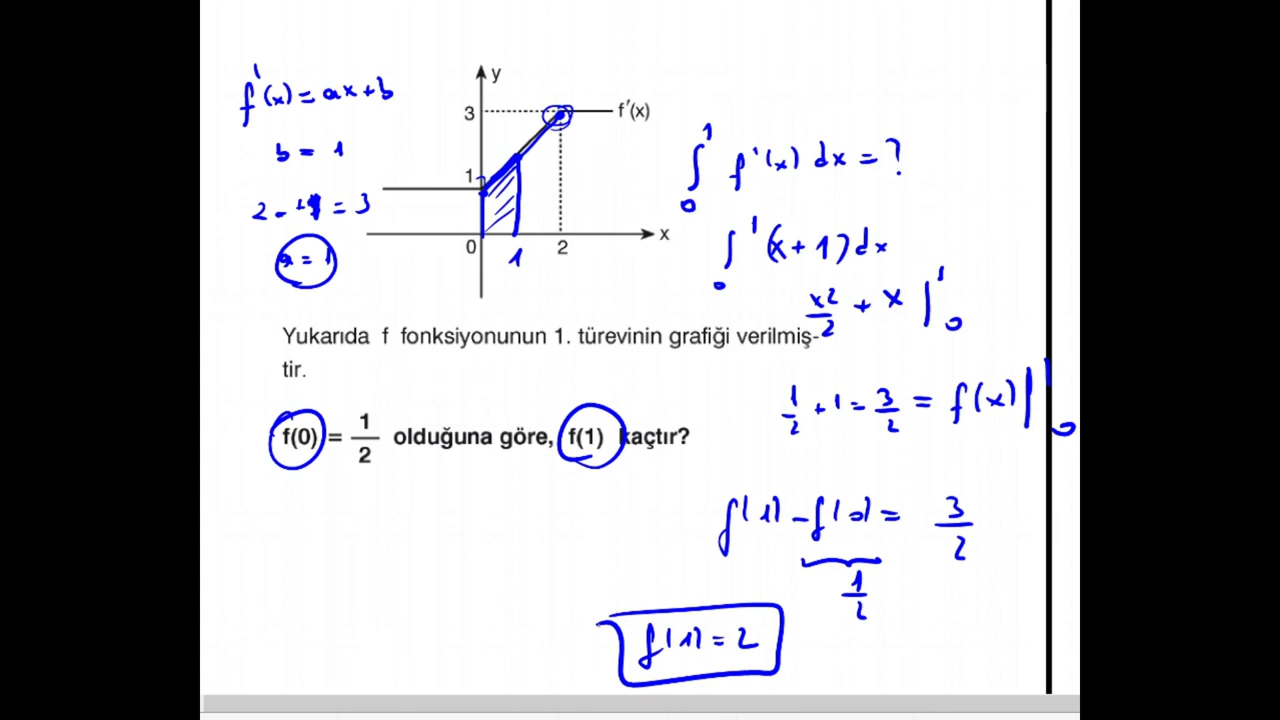 f'(x) = ax+b
b = 1
= 3
a = 1
y
3
f'(x)
1
0
1
2
x
∫₀¹ f'(x) dx = ?
∫₀¹ (x+1) dx
x2/2 + x |₀¹
Yukarıda f fonksiyonunun 1. türevinin grafiği verilmiş-
tir.
1/2 + 1 = 3/2 = f(x) |₀¹
f(0) = 1/2 olduğuna göre, f(1) kaçtır?
f(1) - f(0) = 3/2
1/2
f(1) = 2